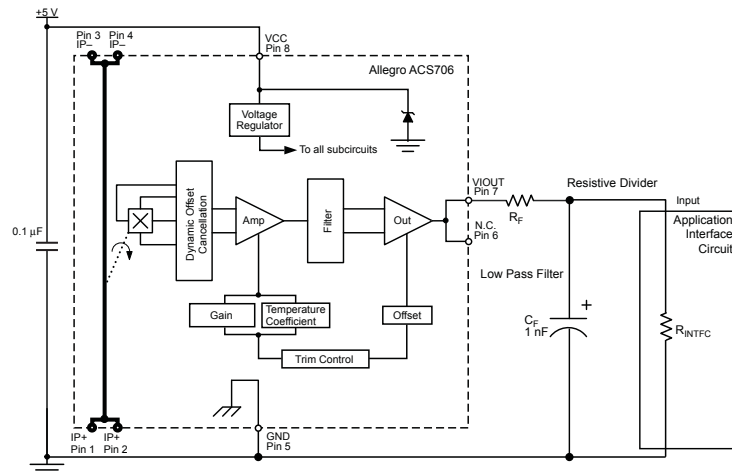 +5 V
Pin 3 Pin 4
IP– IP–
VCC
Pin 8
Allegro ACS706
Voltage
Regulator
To all subcircuits
Dynamic Offset
Cancellation
Amp
Filter
Out
VIOUT
Pin 7
N.C.
Pin 6
RF
Resistive Divider
Input
Application
Interface
Circuit
Low Pass Filter
0.1 µF
Gain
Temperature
Coefficient
Offset
Trim Control
+
CF
1 nF
RINTFC
IP+ IP+
Pin 1 Pin 2
GND
Pin 5